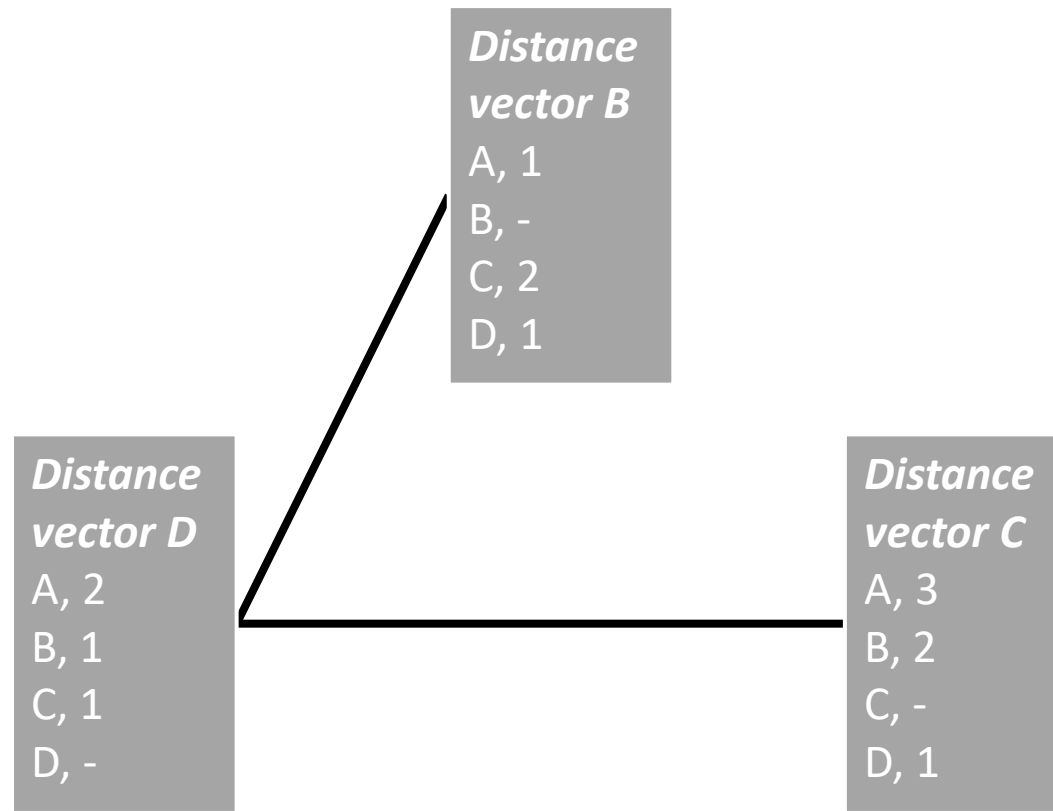 Distance
vector B
A, 1
B, -
C, 2
D, 1
Distance
vector D
A, 2
B, 1
C, 1
D, -
Distance
vector C
A, 3
B, 2
C, -
D, 1